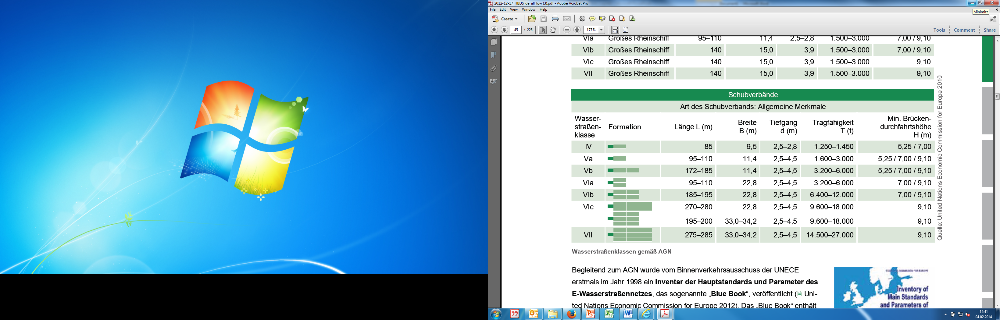 2012-12-17_HBDS_de_all_low (3).pdf - Adobe Acrobat Pro
File Edit View Window Help
Minimize
Create
45 / 226 177% Tools Comment Share
VIa Großes Rheinschiff 95–110 11,4 2,5–2,8 1.500–3.000 7,00 / 9,10
VIb Großes Rheinschiff 140 15,0 3,9 1.500–3.000 7,00 / 9,10
VIc Großes Rheinschiff 140 15,0 3,9 1.500–3.000 9,10
VII Großes Rheinschiff 140 15,0 3,9 1.500–3.000 9,10
Schubverbände
Art des Schubverbands: Allgemeine Merkmale
Wasser-
straßen-
klasse
Formation
Länge L (m)
Breite
B (m)
Tiefgang
d (m)
Tragfähigkeit
T (t)
Min. Brücken-
durchfahrtshöhe
H (m)
IV 85 9,5 2,5–2,8 1.250–1.450 5,25 / 7,00
Va 95–110 11,4 2,5–4,5 1.600–3.000 5,25 / 7,00 / 9,10
Vb 172–185 11,4 2,5–4,5 3.200–6.000 5,25 / 7,00 / 9,10
VIa 95–110 22,8 2,5–4,5 3.200–6.000 7,00 / 9,10
VIb 185–195 22,8 2,5–4,5 6.400–12.000 7,00 / 9,10
VIc 270–280 22,8 2,5–4,5 9.600–18.000 9,10
195–200 33,0–34,2 2,5–4,5 9.600–18.000 9,10
VII 275–285 33,0–34,2 2,5–4,5 14.500–27.000 9,10
Quelle: United Nations Economic Commission for Europe 2010
Wasserstraßenklassen gemäß AGN
Begleitend zum AGN wurde vom Binnenverkehrsausschuss der UNECE
erstmals im Jahr 1998 ein Inventar der Hauptstandards und Parameter des
E-Wasserstraßennetzes, das sogenannte „Blue Book“, veröffentlicht ( Uni-
ted Nations Economic Commission for Europe 2012). Das „Blue Book“ enthält
ECONOMIC COMMISSION FOR EUROPE
Inventory of
Main Standards
and Parameters of
14:41
04.02.2014